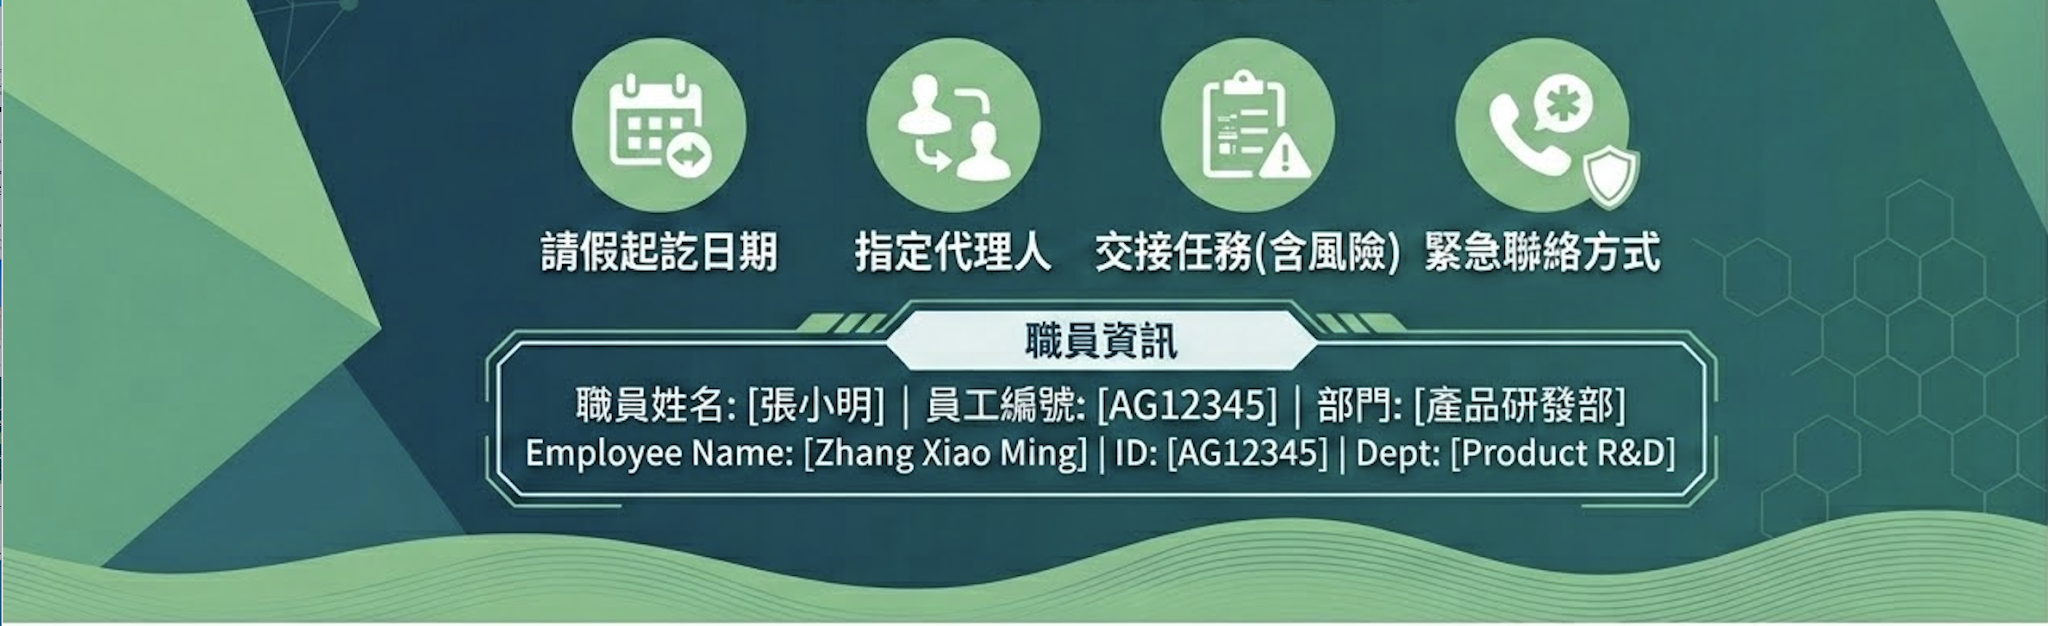 請假起訖日期 指定代理人 交接任務(含風險) 緊急聯絡方式
職員資訊
職員姓名: [張小明] | 員工編號: [AG12345] | 部門: [產品研發部]
Employee Name: [Zhang Xiao Ming] | ID: [AG12345] | Dept: [Product R&D]